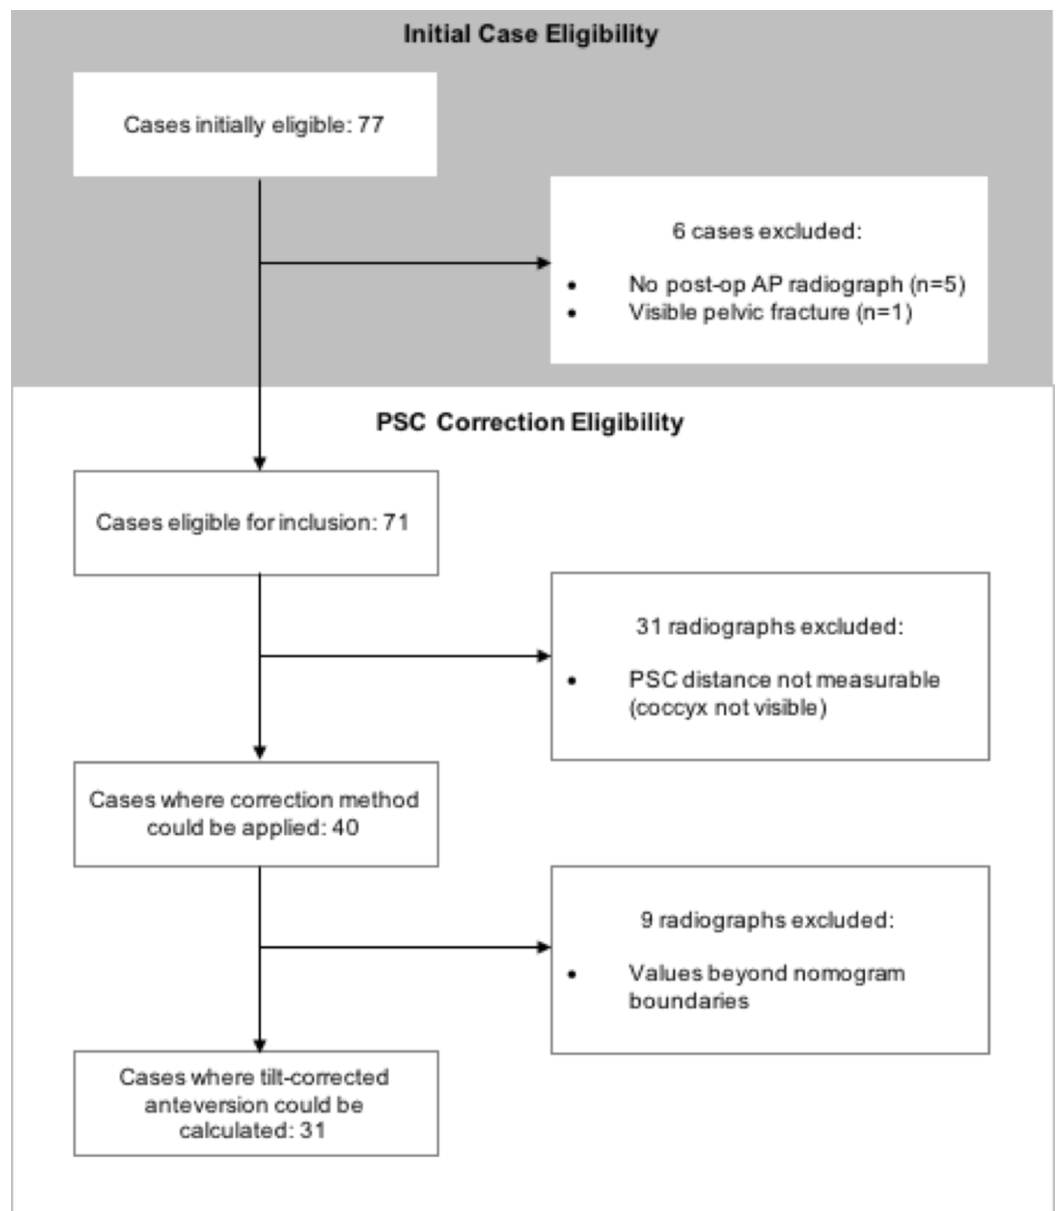 Initial Case Eligibility
Cases initially eligible: 77
6 cases excluded:
• No post-op AP radiograph (n=5)
• Visible pelvic fracture (n=1)
PSC Correction Eligibility
Cases eligible for inclusion: 71
31 radiographs excluded:
• PSC distance not measurable
(coccyx not visible)
Cases where correction method
could be applied: 40
9 radiographs excluded:
• Values beyond nomogram
boundaries
Cases where tilt-corrected
anteversion could be
calculated: 31